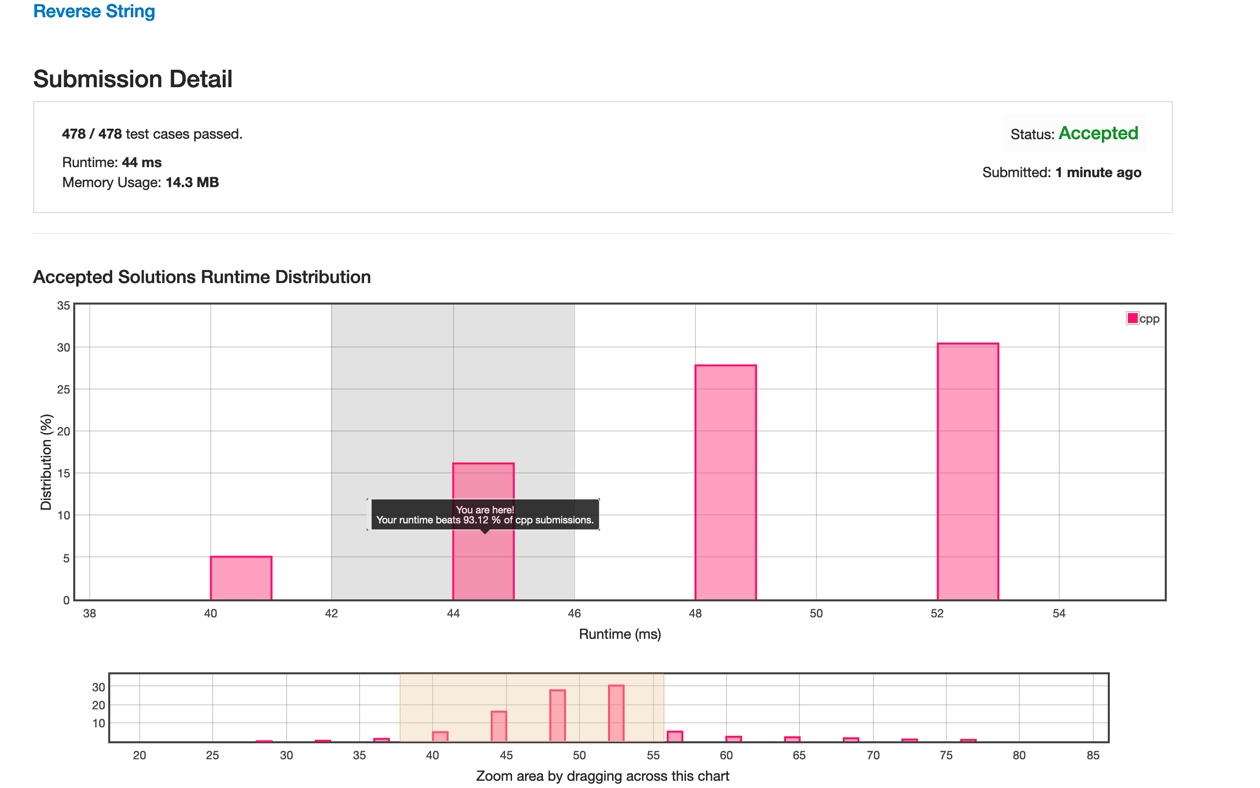 Reverse String
Submission Detail
478 / 478 test cases passed.
Status: Accepted
Runtime: 44 ms
Memory Usage: 14.3 MB
Submitted: 1 minute ago
Accepted Solutions Runtime Distribution
35
30
25
20
15
10
5
0
Distribution (%)
cpp
You are here!
Your runtime beats 93.12 % of cpp submissions.
38 40 42 44 46 48 50 52 54
Runtime (ms)
30
20
10
20 25 30 35 40 45 50 55 60 65 70 75 80 85
Zoom area by dragging across this chart